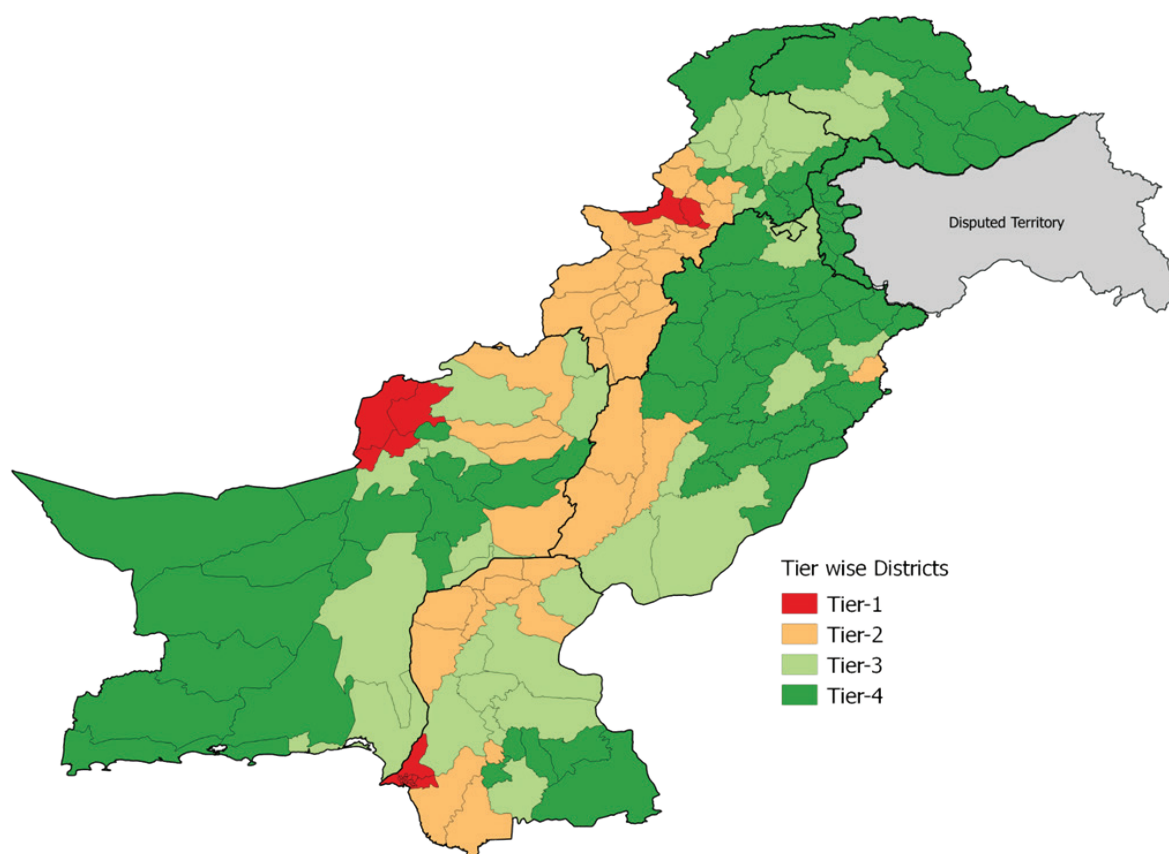 Disputed Territory
Tier wise Districts
Tier-1
Tier-2
Tier-3
Tier-4